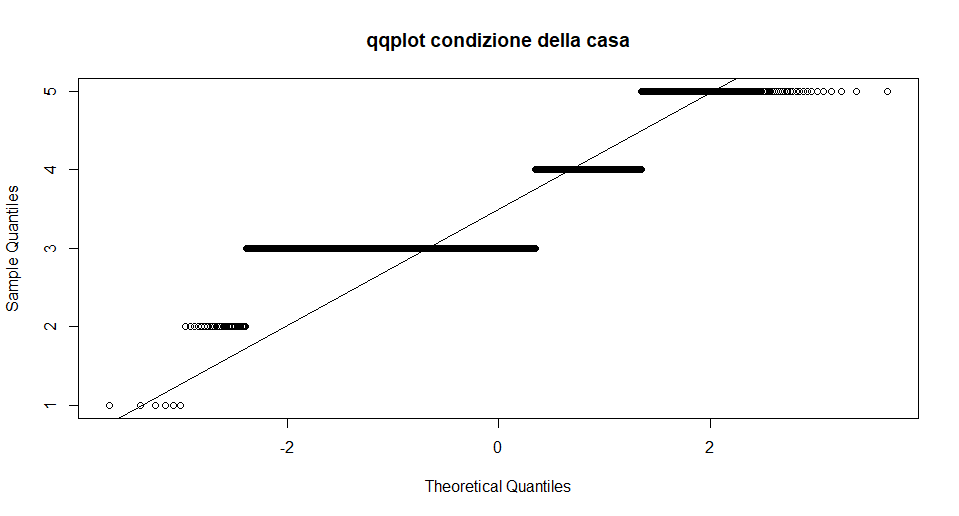 qqplot condizione della casa
5
4
3
2
1
Sample Quantiles
-2
0
2
Theoretical Quantiles